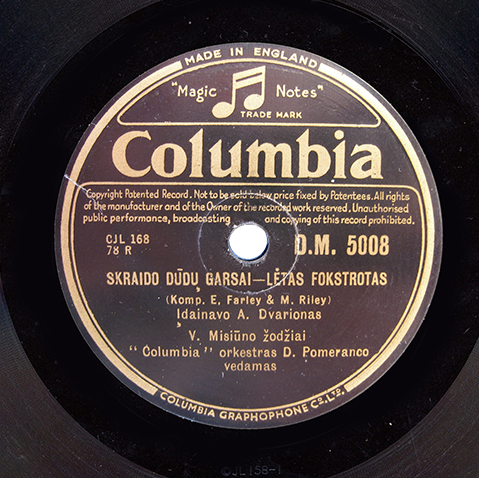 MADE IN ENGLAND
"Magic Notes"
TRADE MARK
Columbia
Copyright Patented Record. Not to be sold below price fixed by Patentees. All rights
of the manufacturer and of the Owner of the recorded work reserved. Unauthorised
public performance, broadcasting and copying of this record prohibited.
CJL 168
78 R
D.M. 5008
SKRAIDO DŪDŲ GARSAI—LĖTAS FOKSTROTAS
(Komp. E. Farley & M. Riley)
Įdainavo A. Dvarionas
V. Misiūno žodžiai
"Columbia" orkestras D. Pomeranco
vedamas
COLUMBIA GRAPHOPHONE Co. LTD.
CJL158-1